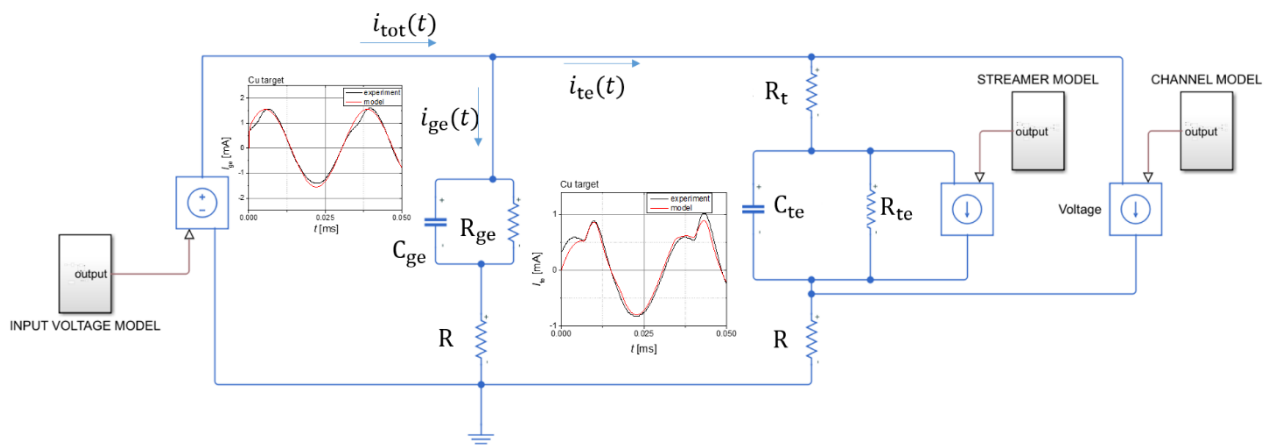 i_tot(t)
i_te(t)
i_ge(t)
Cu target
experiment
model
I_ge [mA]
2
1
0
-1
-2
0.000
0.025
0.050
t [ms]
R_t
STREAMER MODEL
CHANNEL MODEL
output
output
C_ge
R_ge
Cu target
experiment
model
I_te [mA]
1
0
-1
0.000
0.025
0.050
t [ms]
C_te
R_te
Voltage
output
INPUT VOLTAGE MODEL
R
R